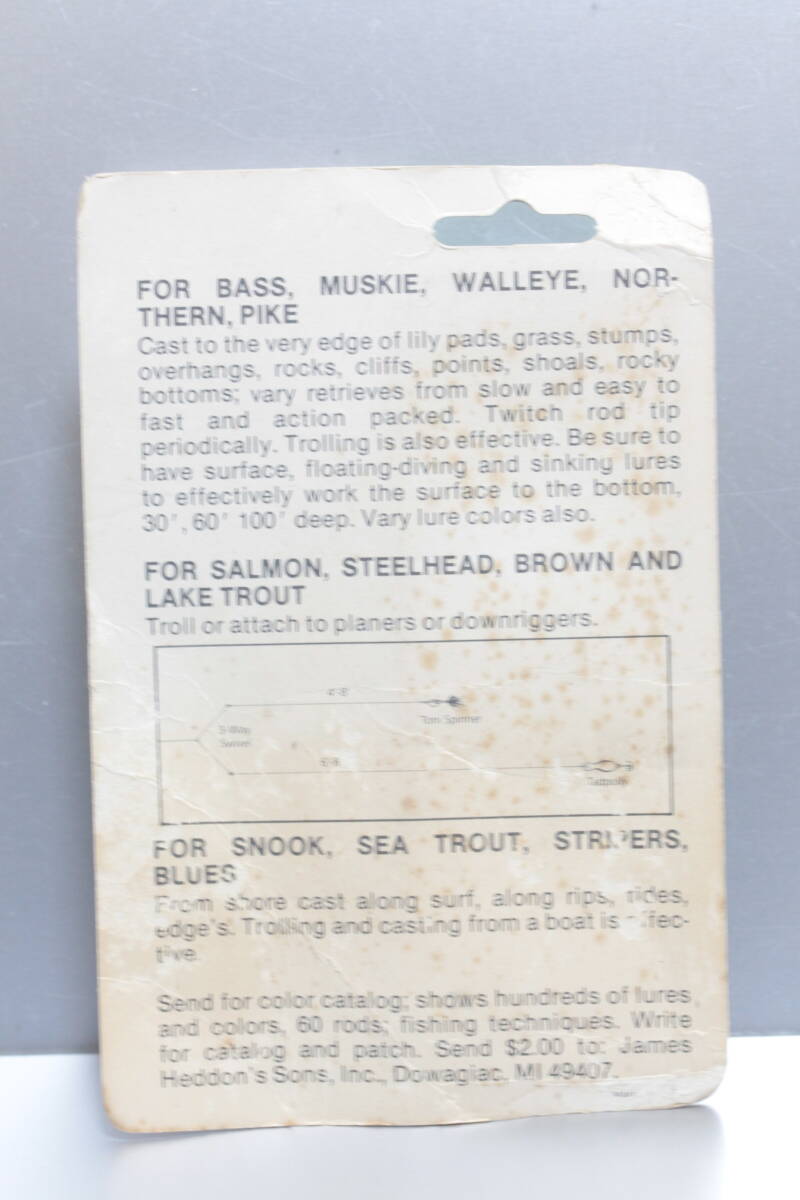 FOR BASS, MUSKIE, WALLEYE, NOR-
THERN, PIKE
Cast to the very edge of lily pads, grass, stumps,
overhangs, rocks, cliffs, points, shoals, rocky
bottoms; vary retrieves from slow and easy to
fast and action packed. Twitch rod tip
periodically. Trolling is also effective. Be sure to
have surface, floating-diving and sinking lures
to effectively work the surface to the bottom,
30", 60" 100" deep. Vary lure colors also.
FOR SALMON, STEELHEAD, BROWN AND
LAKE TROUT
Troll or attach to planers or downriggers.
3-Way
Swivel
Spinner
Tadpolly
FOR SNOOK, SEA TROUT, STRIPERS,
BLUES
From shore cast along surf, along rips, tides,
edge's. Trolling and casting from a boat is effec-
tive.
Send for color catalog; shows hundreds of lures
and colors, 60 rods; fishing techniques. Write
for catalog and patch. Send $2.00 to: James
Heddon's Sons, Inc., Dowagiac, MI 49407.